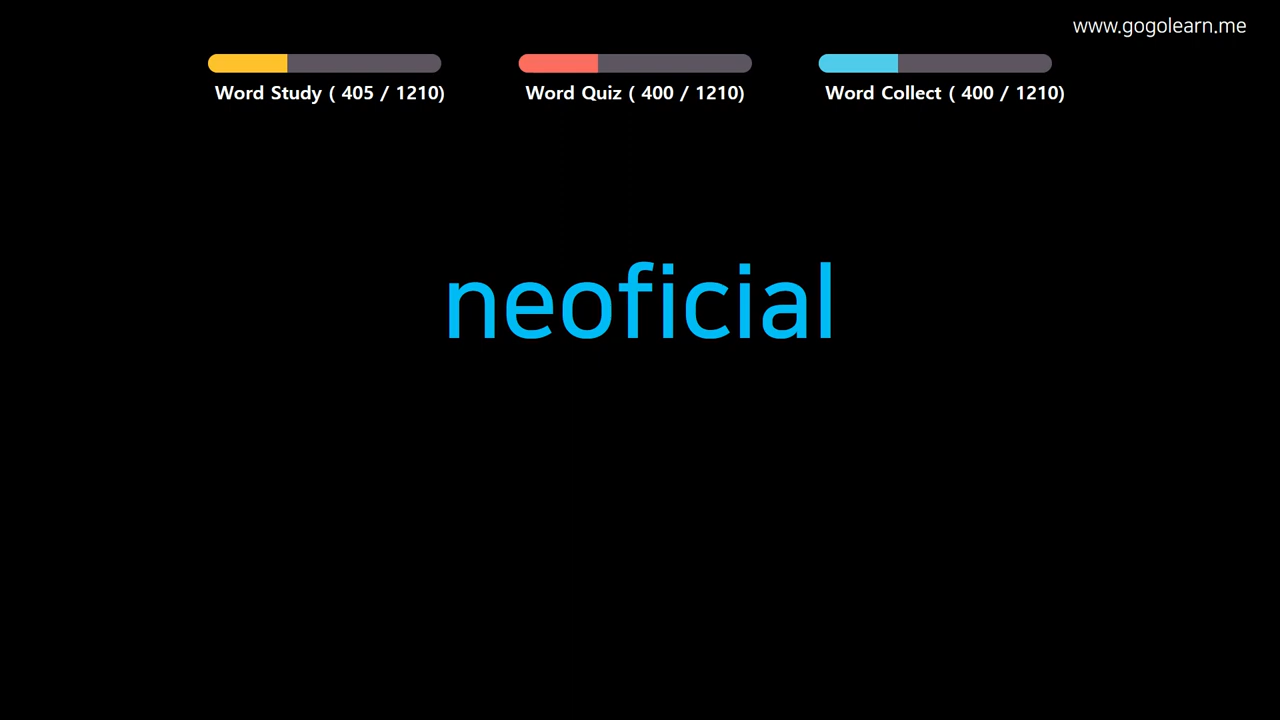 www.gogolearn.me
Word Study ( 405 / 1210)
Word Quiz ( 400 / 1210)
Word Collect ( 400 / 1210)
neoficial